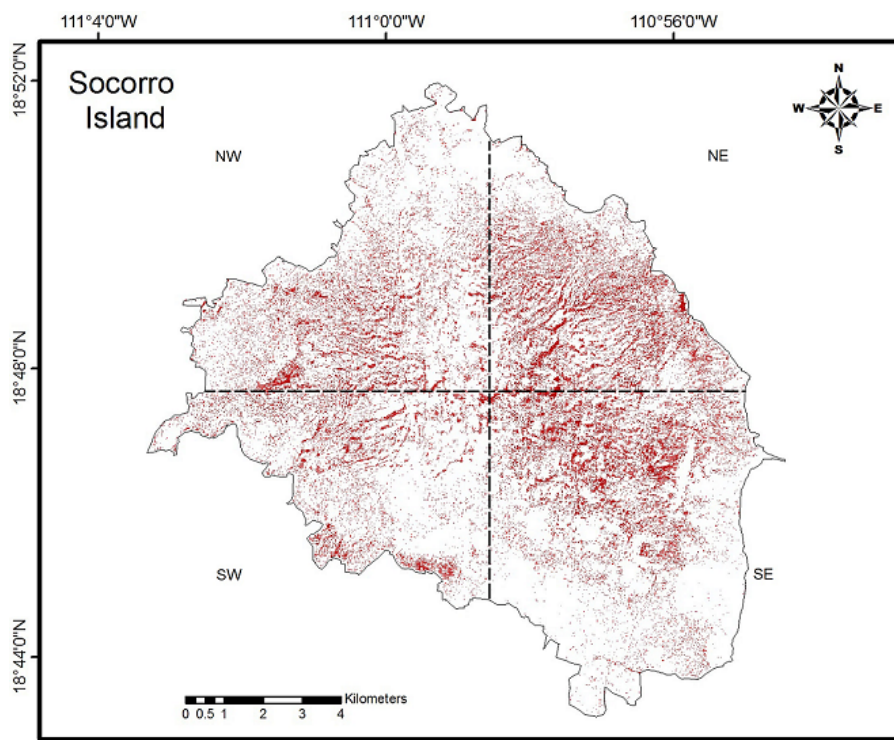 111°4'0"W 111°0'0"W 110°56'0"W
18°52'0"N
Socorro
Island
N
W E
S
NW NE
18°48'0"N
SW SE
18°44'0"N
Kilometers
0 0.5 1 2 3 4